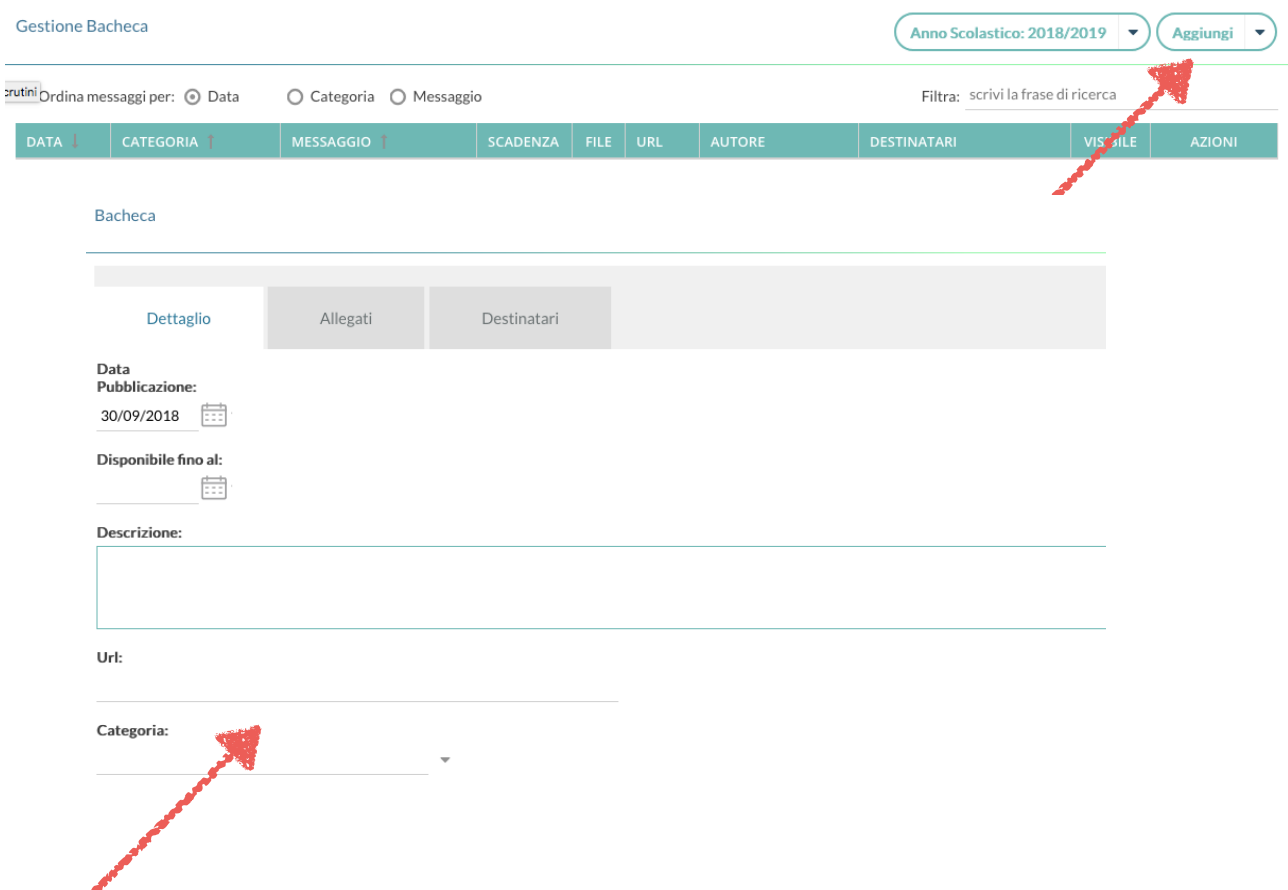 Gestione Bacheca
Anno Scolastico: 2018/2019 Aggiungi
crutini Ordina messaggi per: Data Categoria Messaggio Filtra: scrivi la frase di ricerca
DATA CATEGORIA MESSAGGIO SCADENZA FILE URL AUTORE DESTINATARI VISIBILE AZIONI
Bacheca
Dettaglio Allegati Destinatari
Data
Pubblicazione:
30/09/2018
Disponibile fino al:
Descrizione:
Url:
Categoria: